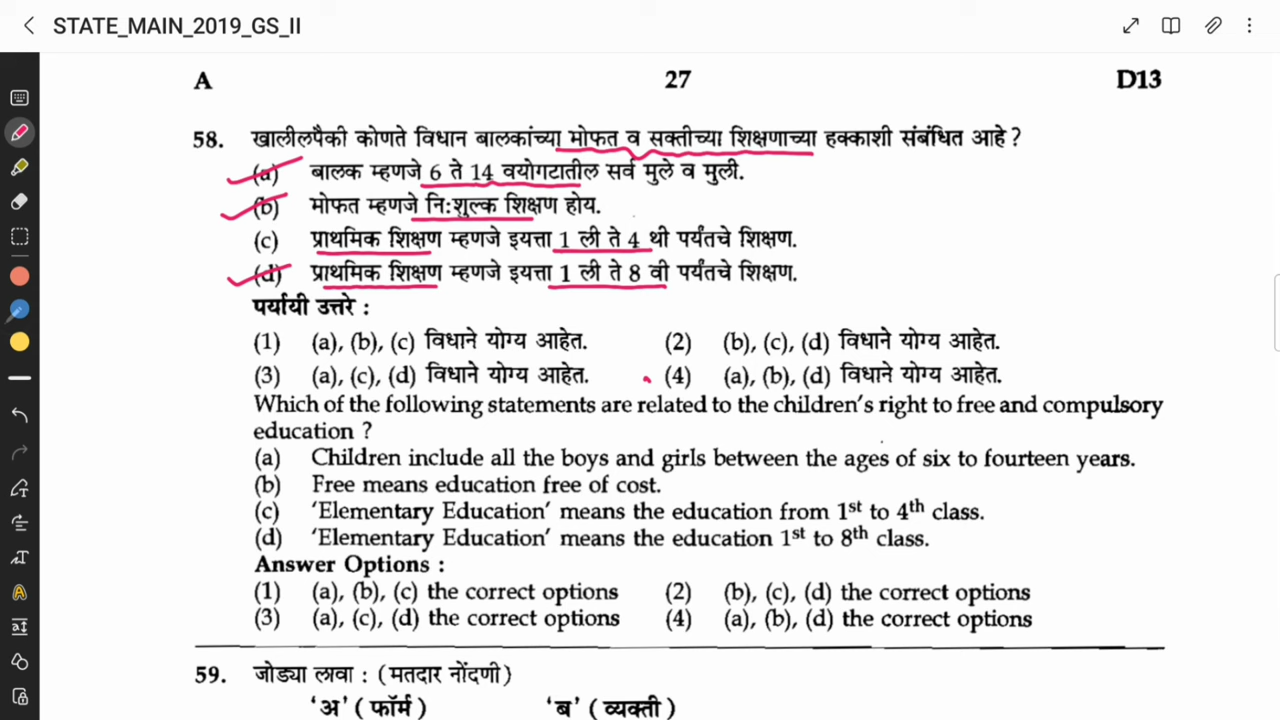 STATE_MAIN_2019_GS_II
A 27 D13
58. खालीलपैकी कोणते विधान बालकांच्या मोफत व सक्तीच्या शिक्षणाच्या हक्काशी संबंधित आहे ?
(a) बालक म्हणजे 6 ते 14 वयोगटातील सर्व मुले व मुली.
(b) मोफत म्हणजे नि:शुल्क शिक्षण होय.
(c) प्राथमिक शिक्षण म्हणजे इयत्ता 1 ली ते 4 थी पर्यंतचे शिक्षण.
(d) प्राथमिक शिक्षण म्हणजे इयत्ता 1 ली ते 8 वी पर्यंतचे शिक्षण.
पर्यायी उत्तरे :
(1) (a), (b), (c) विधाने योग्य आहेत. (2) (b), (c), (d) विधाने योग्य आहेत.
(3) (a), (c), (d) विधाने योग्य आहेत. (4) (a), (b), (d) विधाने योग्य आहेत.
Which of the following statements are related to the children's right to free and compulsory
education ?
(a) Children include all the boys and girls between the ages of six to fourteen years.
(b) Free means education free of cost.
(c) 'Elementary Education' means the education from 1st to 4th class.
(d) 'Elementary Education' means the education 1st to 8th class.
Answer Options :
(1) (a), (b), (c) the correct options (2) (b), (c), (d) the correct options
(3) (a), (c), (d) the correct options (4) (a), (b), (d) the correct options
59. जोड्या लावा : (मतदार नोंदणी)
'अ' (फॉर्म) 'ब' (व्यक्ती)